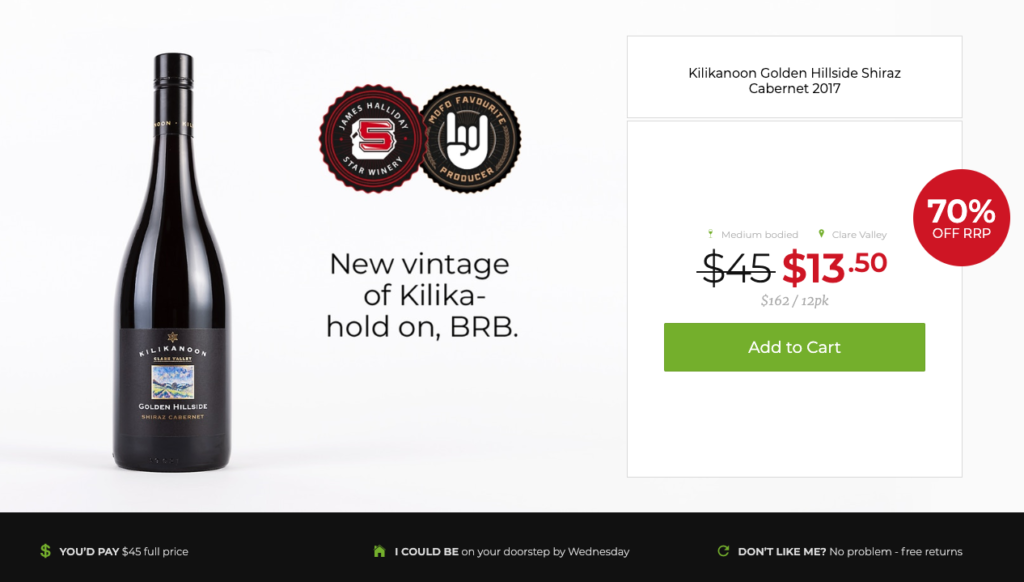 JAMES HALLIDAY
5
STAR WINERY
MOFO FAVOURITE
PRODUCER
New vintage
of Kilika-
hold on, BRB.
KILIKANOON
CLARE VALLEY
GOLDEN HILLSIDE
SHIRAZ CABERNET
Kilikanoon Golden Hillside Shiraz
Cabernet 2017
70%
OFF RRP
Medium bodied Clare Valley
$45 $13.50
$162 / 12pk
Add to Cart
YOU'D PAY $45 full price
I COULD BE on your doorstep by Wednesday
DON'T LIKE ME? No problem - free returns